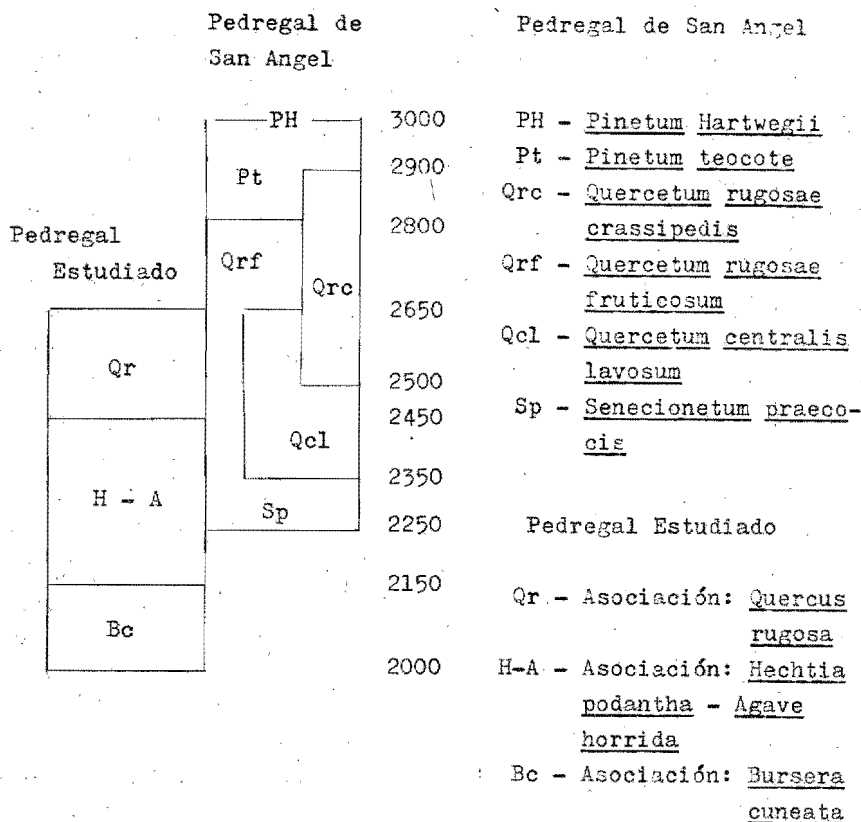 Pedregal de
San Angel
Pedregal
Estudiado
PH
Pt
Qrf
Qrc
Qcl
Sp
Qr
H - A
Bc
3000
2900
2800
2650
2500
2450
2350
2250
2150
2000
Pedregal de San Angel
PH - Pinetum Hartwegii
Pt - Pinetum teocote
Qrc - Quercetum rugosae
crassipedis
Qrf - Quercetum rugosae
fruticosum
Qcl - Quercetum centralis
lavosum
Sp - Senecionetum praeco-
cis
Pedregal Estudiado
Qr - Asociación: Quercus
rugosa
H-A - Asociación: Hechtia
podantha - Agave
horrida
Bc - Asociación: Bursera
cuneata